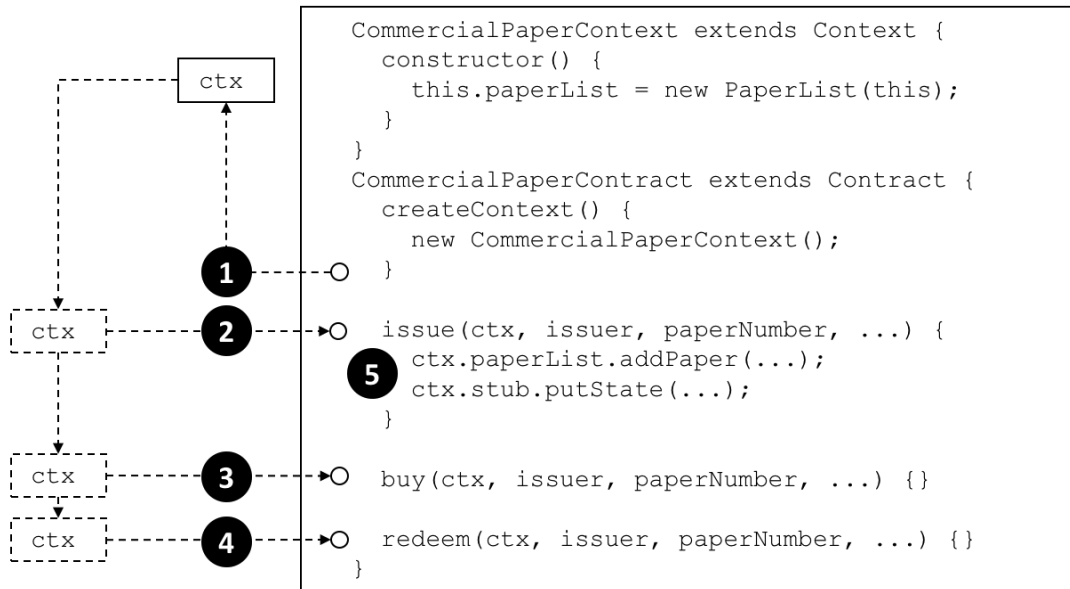 CommercialPaperContext extends Context {
constructor() {
ctx
this.paperList = new PaperList(this);
}
}
CommercialPaperContract extends Contract {
createContext() {
new CommercialPaperContext();
1
}
ctx
2
issue(ctx, issuer, paperNumber, ...) {
ctx.paperList.addPaper(...);
5
ctx.stub.putState(...);
}
ctx
3
buy(ctx, issuer, paperNumber, ...) {}
ctx
4
redeem(ctx, issuer, paperNumber, ...) {}
}